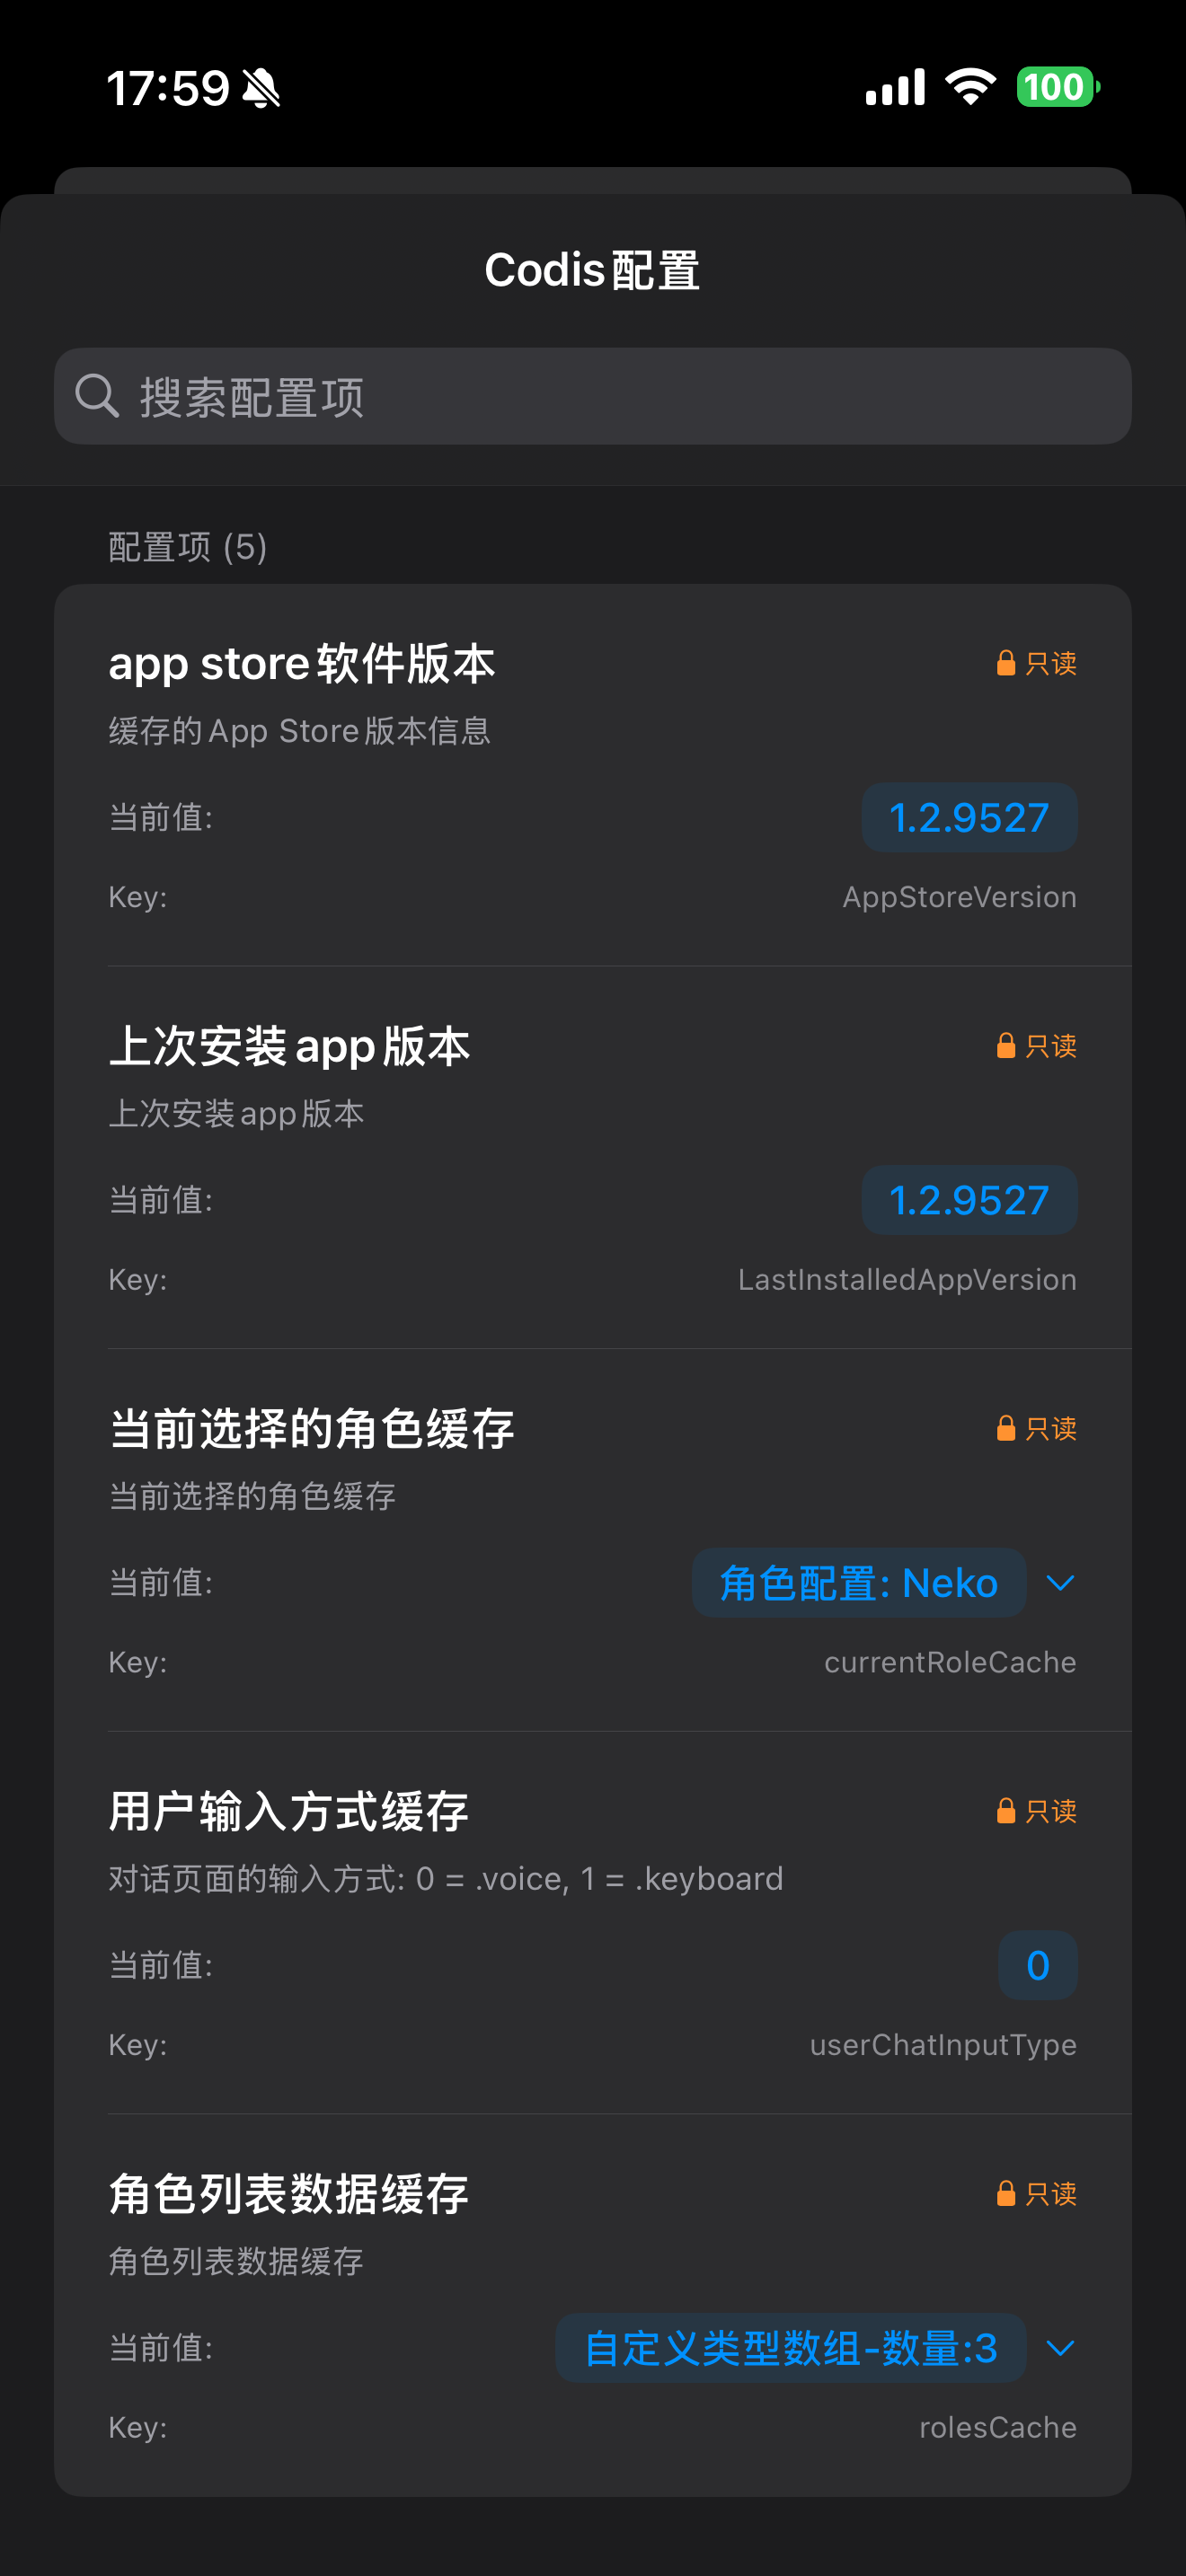 17:59
100
Codis配置
搜索配置项
配置项 (5)
app store软件版本
只读
缓存的App Store版本信息
当前值:
1.2.9527
Key:
AppStoreVersion
上次安装app版本
只读
上次安装app版本
当前值:
1.2.9527
Key:
LastInstalledAppVersion
当前选择的角色缓存
只读
当前选择的角色缓存
当前值:
角色配置: Neko
Key:
currentRoleCache
用户输入方式缓存
只读
对话页面的输入方式: 0 = .voice, 1 = .keyboard
当前值:
0
Key:
userChatInputType
角色列表数据缓存
只读
角色列表数据缓存
当前值:
自定义类型数组-数量:3
Key:
rolesCache